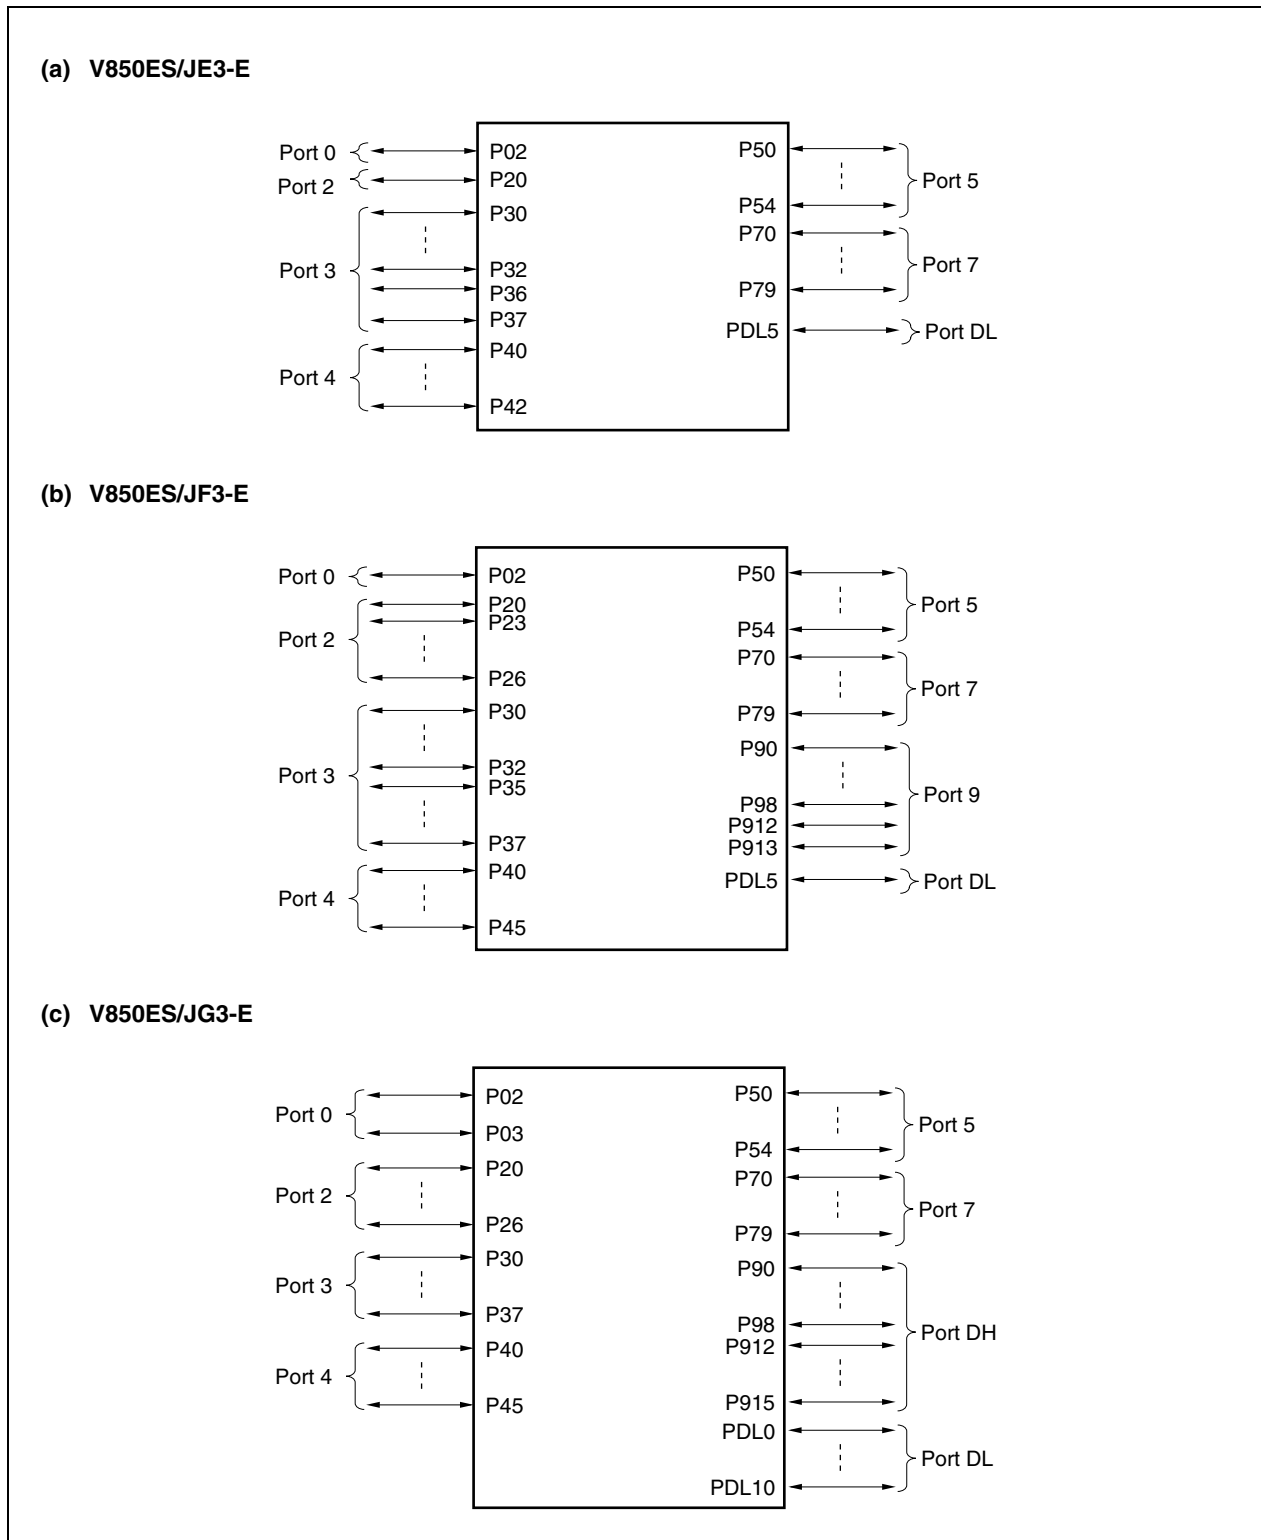 (a) V850ES/JE3-E
Port 0
P02
Port 2
P20
Port 3
P30
P32
P36
P37
Port 4
P40
P42
P50
P54
Port 5
P70
P79
Port 7
PDL5
Port DL
(b) V850ES/JF3-E
Port 0
P02
Port 2
P20
P23
P26
Port 3
P30
P32
P35
P37
Port 4
P40
P45
P50
P54
Port 5
P70
P79
Port 7
P90
P98
P912
P913
Port 9
PDL5
Port DL
(c) V850ES/JG3-E
Port 0
P02
P03
Port 2
P20
P26
Port 3
P30
P37
Port 4
P40
P45
P50
P54
Port 5
P70
P79
Port 7
P90
P98
P912
P915
Port DH
PDL0
PDL10
Port DL